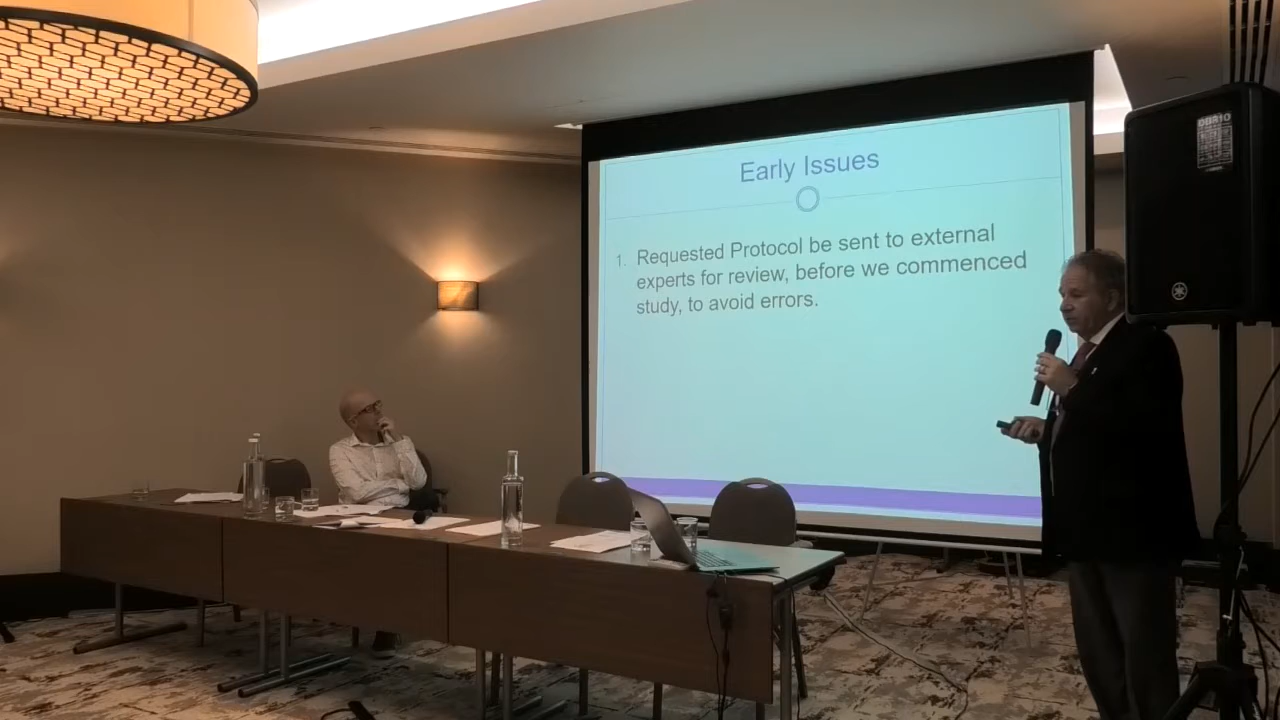 Early Issues
1. Requested Protocol be sent to external
experts for review, before we commenced
study, to avoid errors.
DBR10